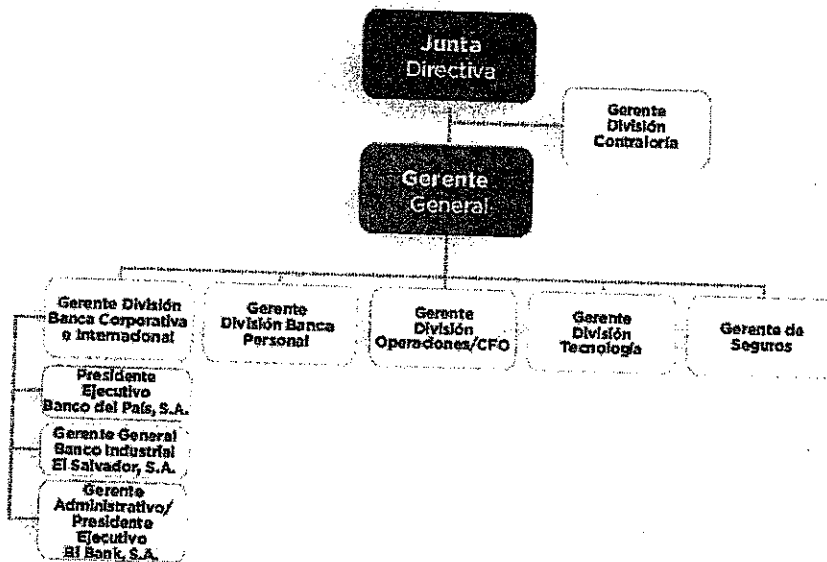 Junta
Directiva
Gerente
División
Contraloría
Gerente
General
Gerente División
Banca Corporativa
e Internacional
Gerente
División Banca
Personal
Gerente
División
Operaciones/CFO
Gerente
División
Tecnología
Gerente de
Seguros
Presidente
Ejecutivo
Banco del País, S.A.
Gerente General
Banco Industrial
El Salvador, S.A.
Gerente
Administrativo/
Presidente
Ejecutivo
BI Bank, S.A.